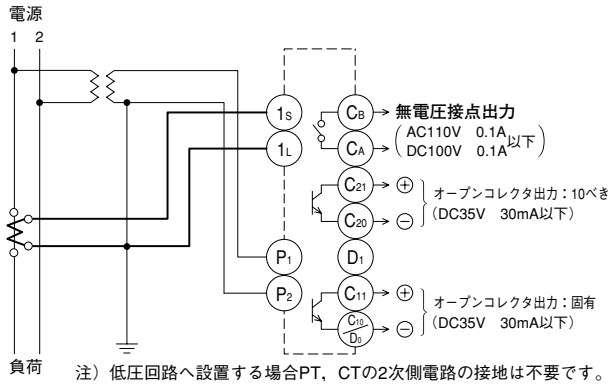 電源
1 2
1S
1L
P1
P2
CB
CA
C21
C20
D1
C11
C10
D0
無電圧接点出力
AC110V 0.1A
DC100V 0.1A
以下
⊕
⊖
オープンコレクタ出力：10べき
(DC35V 30mA以下)
⊕
⊖
オープンコレクタ出力：固有
(DC35V 30mA以下)
負荷
注）低圧回路へ設置する場合PT，CTの2次側電路の接地は不要です。